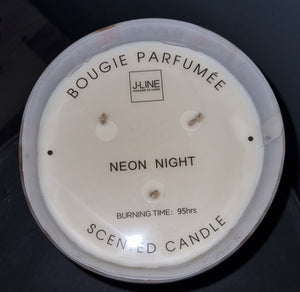 BOUGIE PARFUMÉE
J-LINE
NEON NIGHT
BURNING TIME: 95hrs
SCENTED CANDLE